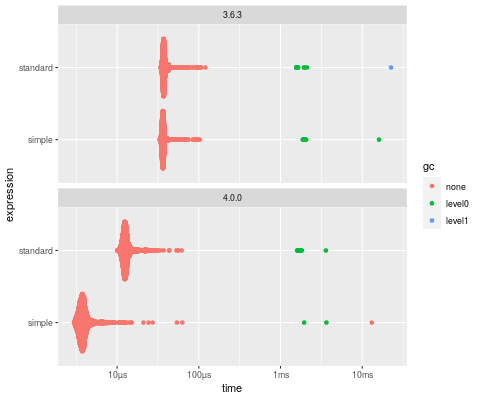 3.6.3
standard
simple
4.0.0
standard
simple
10µs
100µs
1ms
10ms
time
expression
gc
none
level0
level1